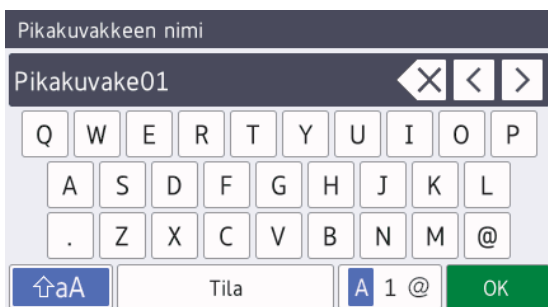 Pikakuvakkeen nimi
Pikakuvake01
Q W E R T Y U I O P
A S D F G H J K L
. Z X C V B N M @
aA Tila A 1 @ OK